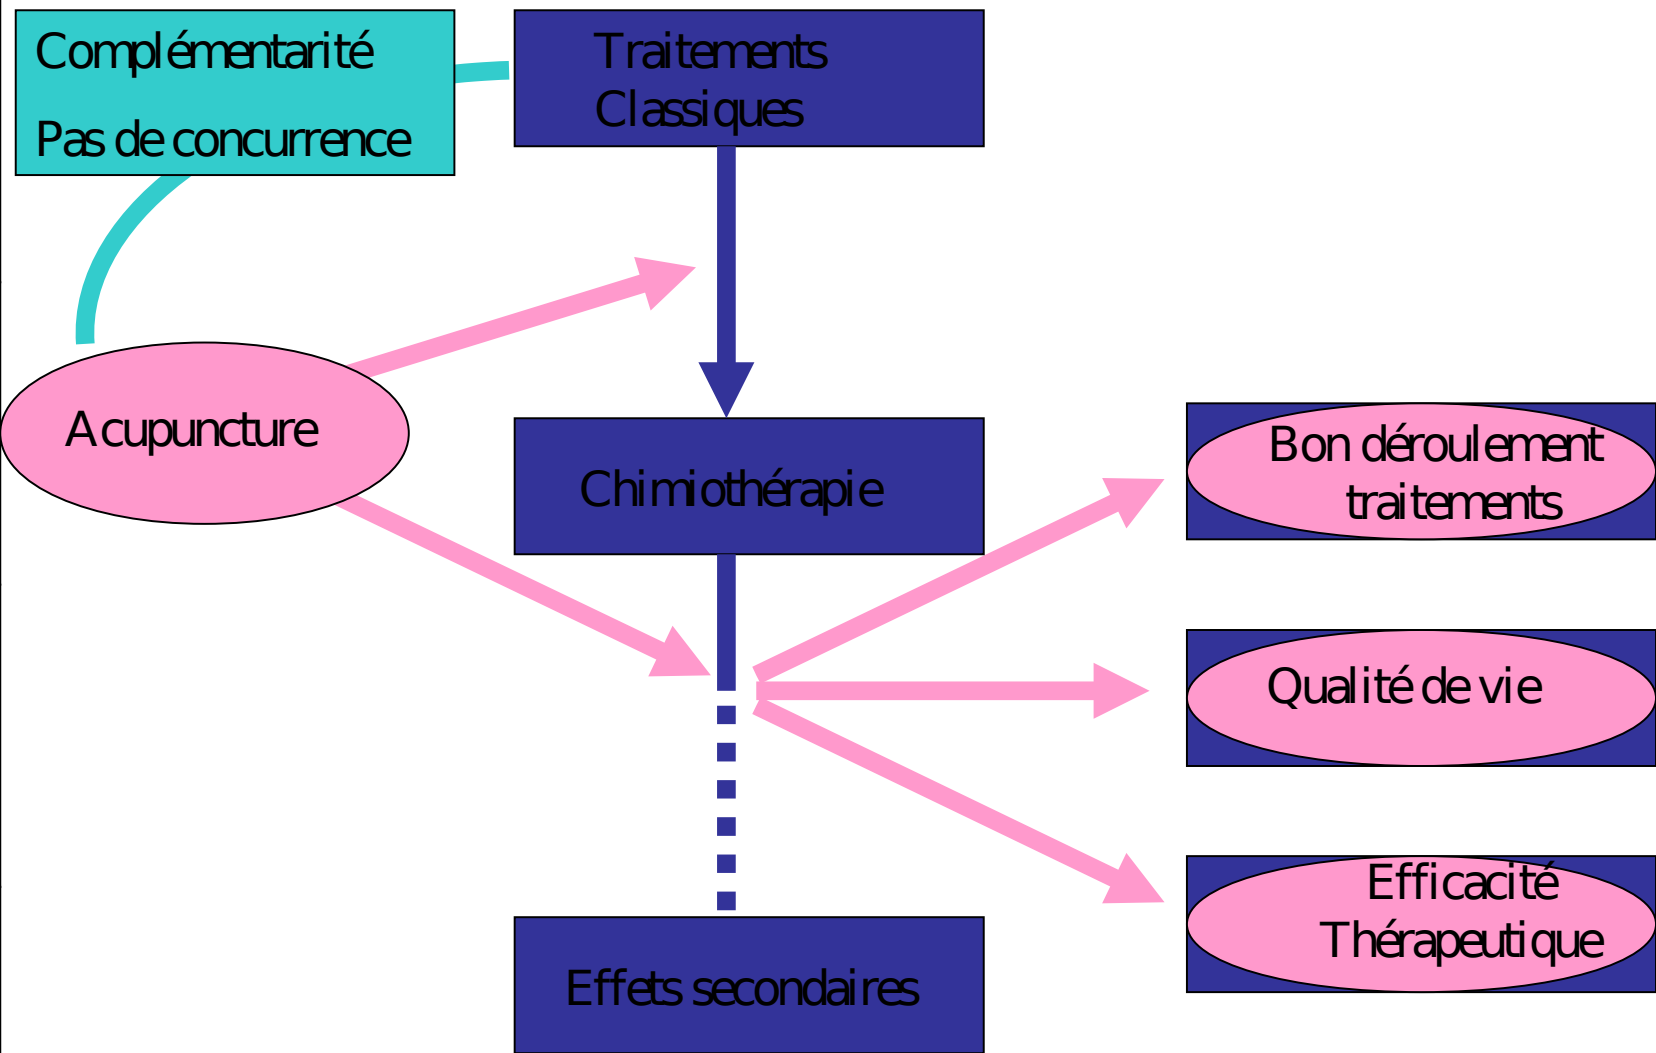 Complémentarité
Pas de concurrence
Traitements
Classiques
Acupuncture
Chimiothérapie
Bon déroulement
traitements
Qualité de vie
Efficacité
Thérapeutique
Effets secondaires